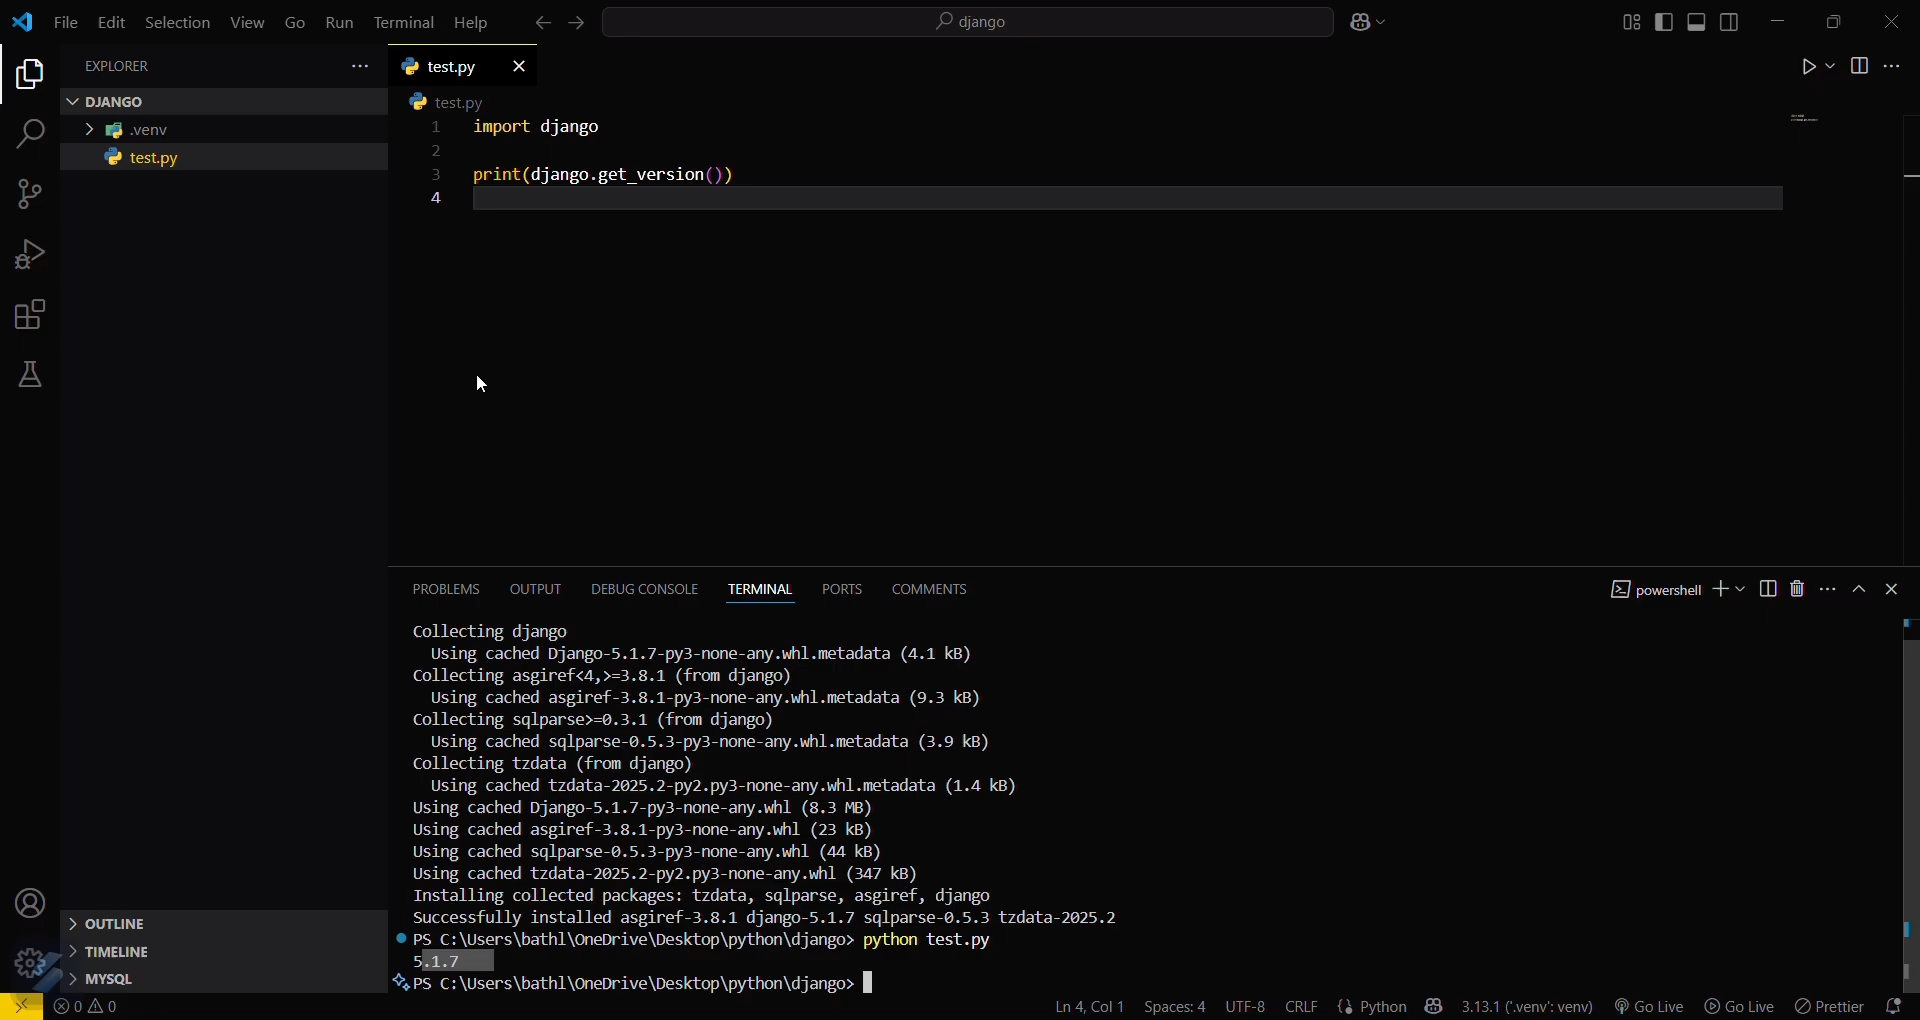 File Edit Selection View Go Run Terminal Help django
EXPLORER
DJANGO
.venv
test.py
test.py
test.py
1 import django
2
3 print(django.get_version())
4
PROBLEMS OUTPUT DEBUG CONSOLE TERMINAL PORTS COMMENTS powershell
Collecting django
Using cached Django-5.1.7-py3-none-any.whl.metadata (4.1 kB)
Collecting asgiref<4,>=3.8.1 (from django)
Using cached asgiref-3.8.1-py3-none-any.whl.metadata (9.3 kB)
Collecting sqlparse>=0.3.1 (from django)
Using cached sqlparse-0.5.3-py3-none-any.whl.metadata (3.9 kB)
Collecting tzdata (from django)
Using cached tzdata-2025.2-py2.py3-none-any.whl.metadata (1.4 kB)
Using cached Django-5.1.7-py3-none-any.whl (8.3 MB)
Using cached asgiref-3.8.1-py3-none-any.whl (23 kB)
Using cached sqlparse-0.5.3-py3-none-any.whl (44 kB)
Using cached tzdata-2025.2-py2.py3-none-any.whl (347 kB)
Installing collected packages: tzdata, sqlparse, asgiref, django
Successfully installed asgiref-3.8.1 django-5.1.7 sqlparse-0.5.3 tzdata-2025.2
PS C:\Users\bathl\OneDrive\Desktop\python\django> python test.py
5.1.7
PS C:\Users\bathl\OneDrive\Desktop\python\django>
OUTLINE
TIMELINE
MYSQL
0 0 Ln 4, Col 1 Spaces: 4 UTF-8 CRLF {} Python 3.13.1 ('.venv': venv) Go Live Go Live Prettier